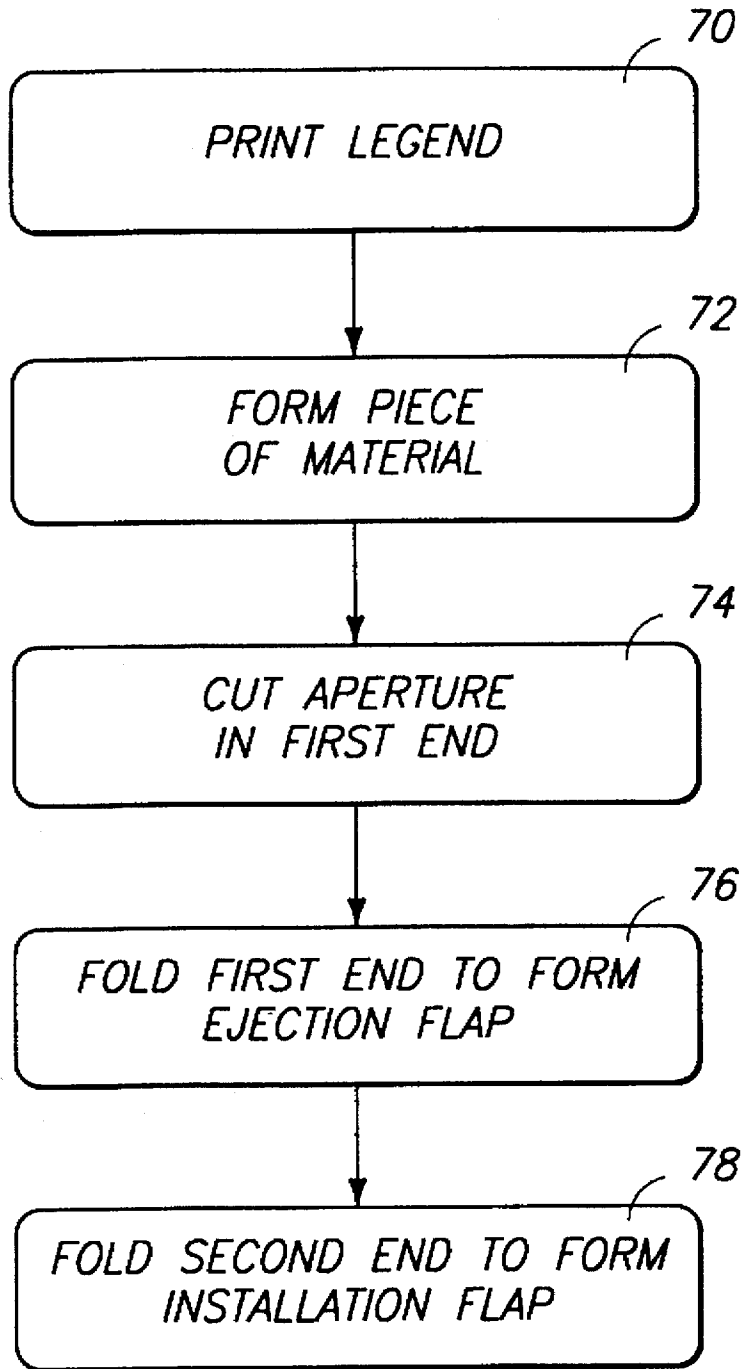 70
PRINT LEGEND
72
FORM PIECE
OF MATERIAL
74
CUT APERTURE
IN FIRST END
76
FOLD FIRST END TO FORM
EJECTION FLAP
78
FOLD SECOND END TO FORM
INSTALLATION FLAP